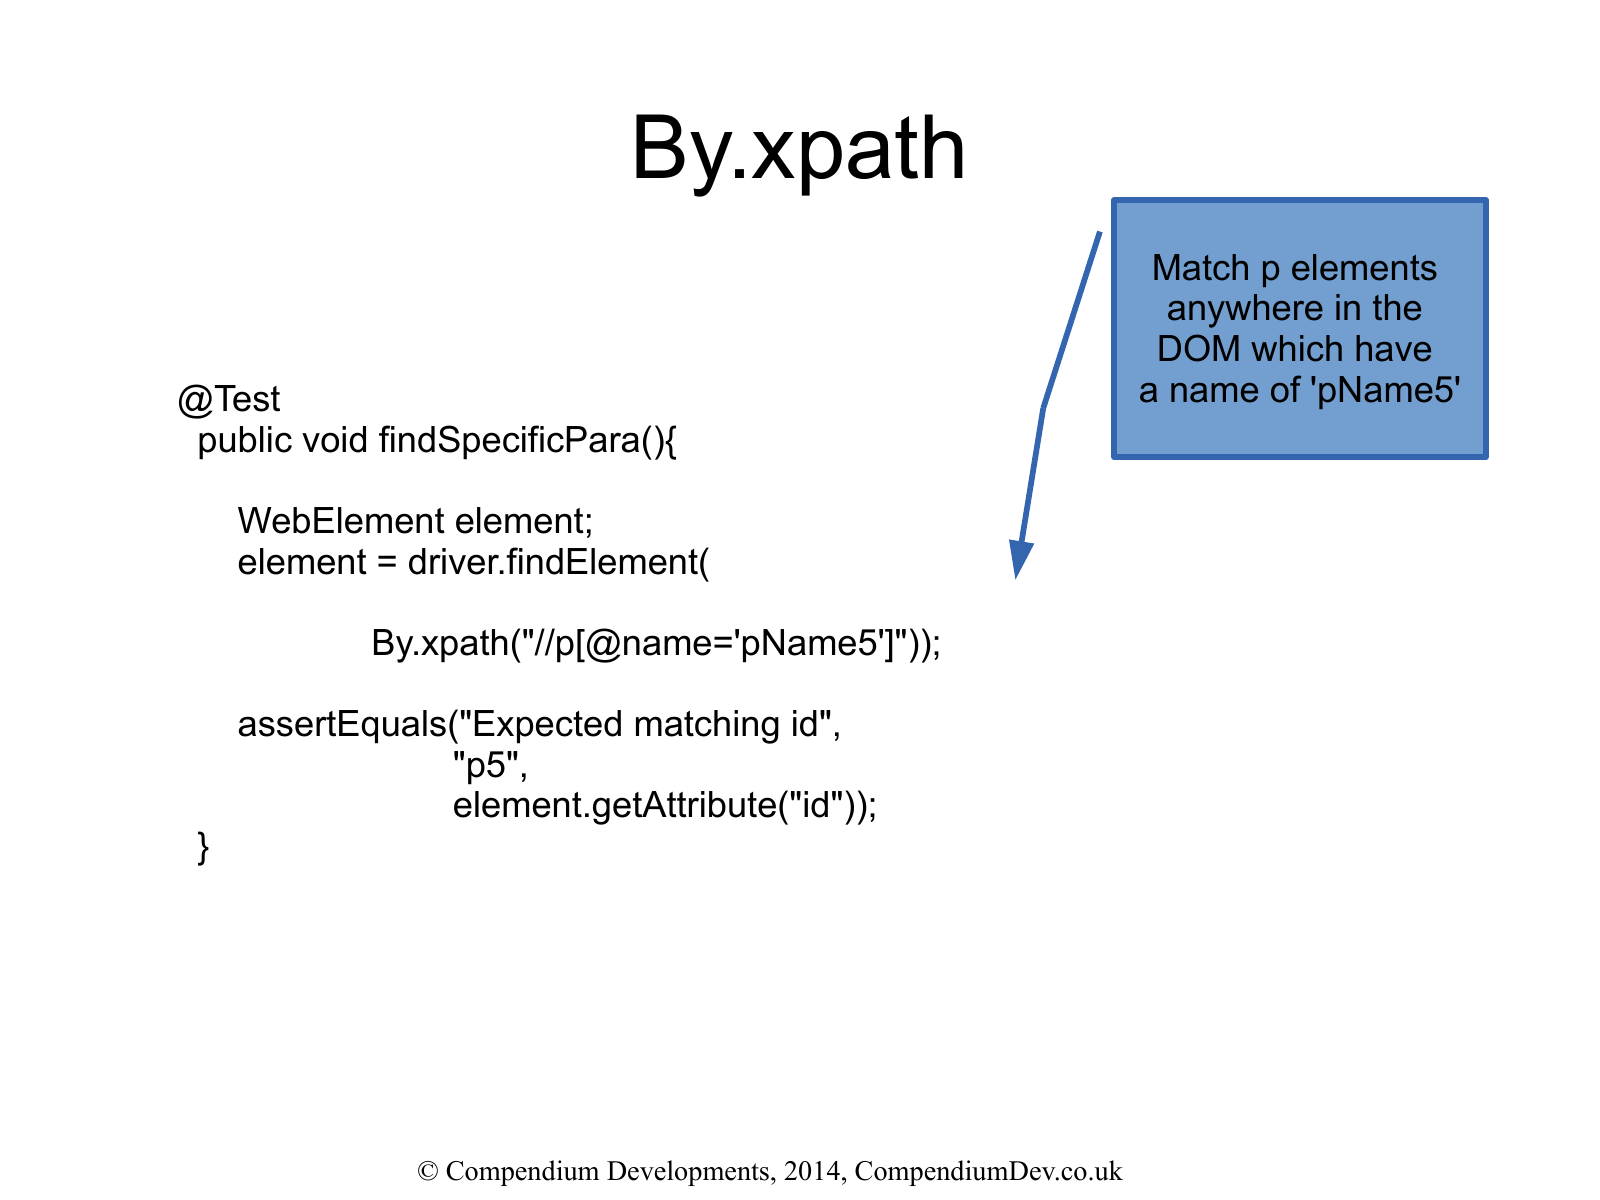 By.xpath
Match p elements
anywhere in the
DOM which have
a name of 'pName5'
@Test
public void findSpecificPara(){
WebElement element;
element = driver.findElement(
By.xpath("//p[@name='pName5']"));
assertEquals("Expected matching id",
"p5",
element.getAttribute("id"));
}
© Compendium Developments, 2014, CompendiumDev.co.uk